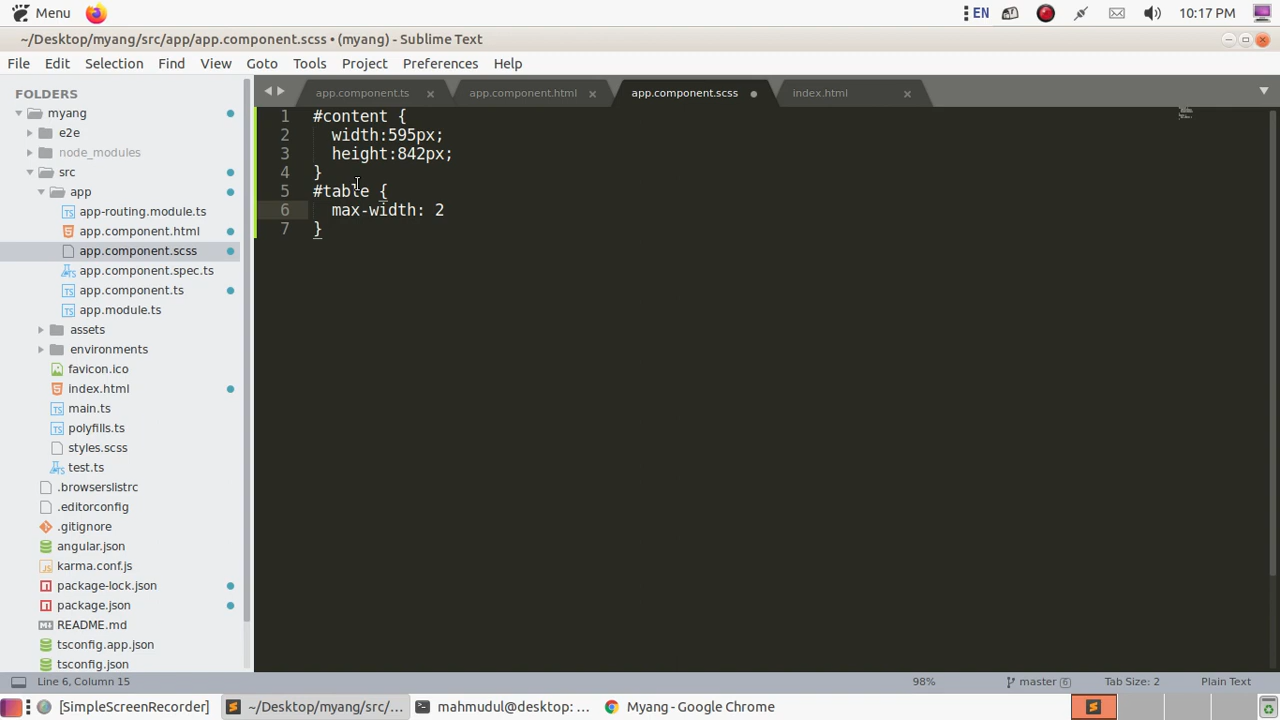 Menu
EN
10:17 PM
~/Desktop/myang/src/app/app.component.scss • (myang) - Sublime Text
File Edit Selection Find View Goto Tools Project Preferences Help
FOLDERS
myang
e2e
node_modules
src
app
app-routing.module.ts
app.component.html
app.component.scss
app.component.spec.ts
app.component.ts
app.module.ts
assets
environments
favicon.ico
index.html
main.ts
polyfills.ts
styles.scss
test.ts
.browserslistrc
.editorconfig
.gitignore
angular.json
karma.conf.js
package-lock.json
package.json
README.md
tsconfig.app.json
tsconfig.json
app.component.ts app.component.html app.component.scss index.html
1 #content {
2 width:595px;
3 height:842px;
4 }
5 #table {
6 max-width: 2
7 }
Line 6, Column 15 98% master 6 Tab Size: 2 Plain Text
[SimpleScreenRecorder] ~/Desktop/myang/src/... mahmudul@desktop: ... Myang - Google Chrome